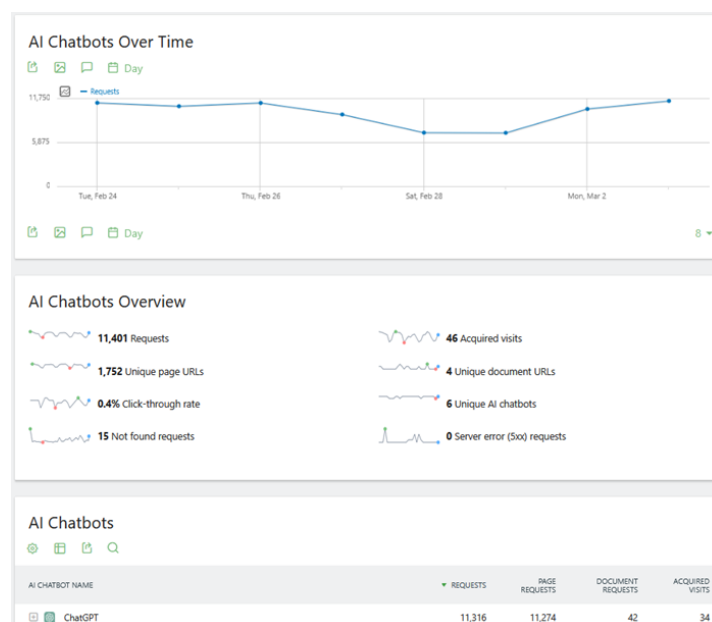 AI Chatbots Over Time
Day
Requests
11,750
5,875
0
Tue, Feb 24
Thu, Feb 26
Sat, Feb 28
Mon, Mar 2
Day
8
AI Chatbots Overview
11,401 Requests
46 Acquired visits
1,752 Unique page URLs
4 Unique document URLs
0.4% Click-through rate
6 Unique AI chatbots
15 Not found requests
0 Server error (5xx) requests
AI Chatbots
AI CHATBOT NAME
REQUESTS
PAGE REQUESTS
DOCUMENT REQUESTS
ACQUIRED VISITS
ChatGPT 11,316 11,274 42 34